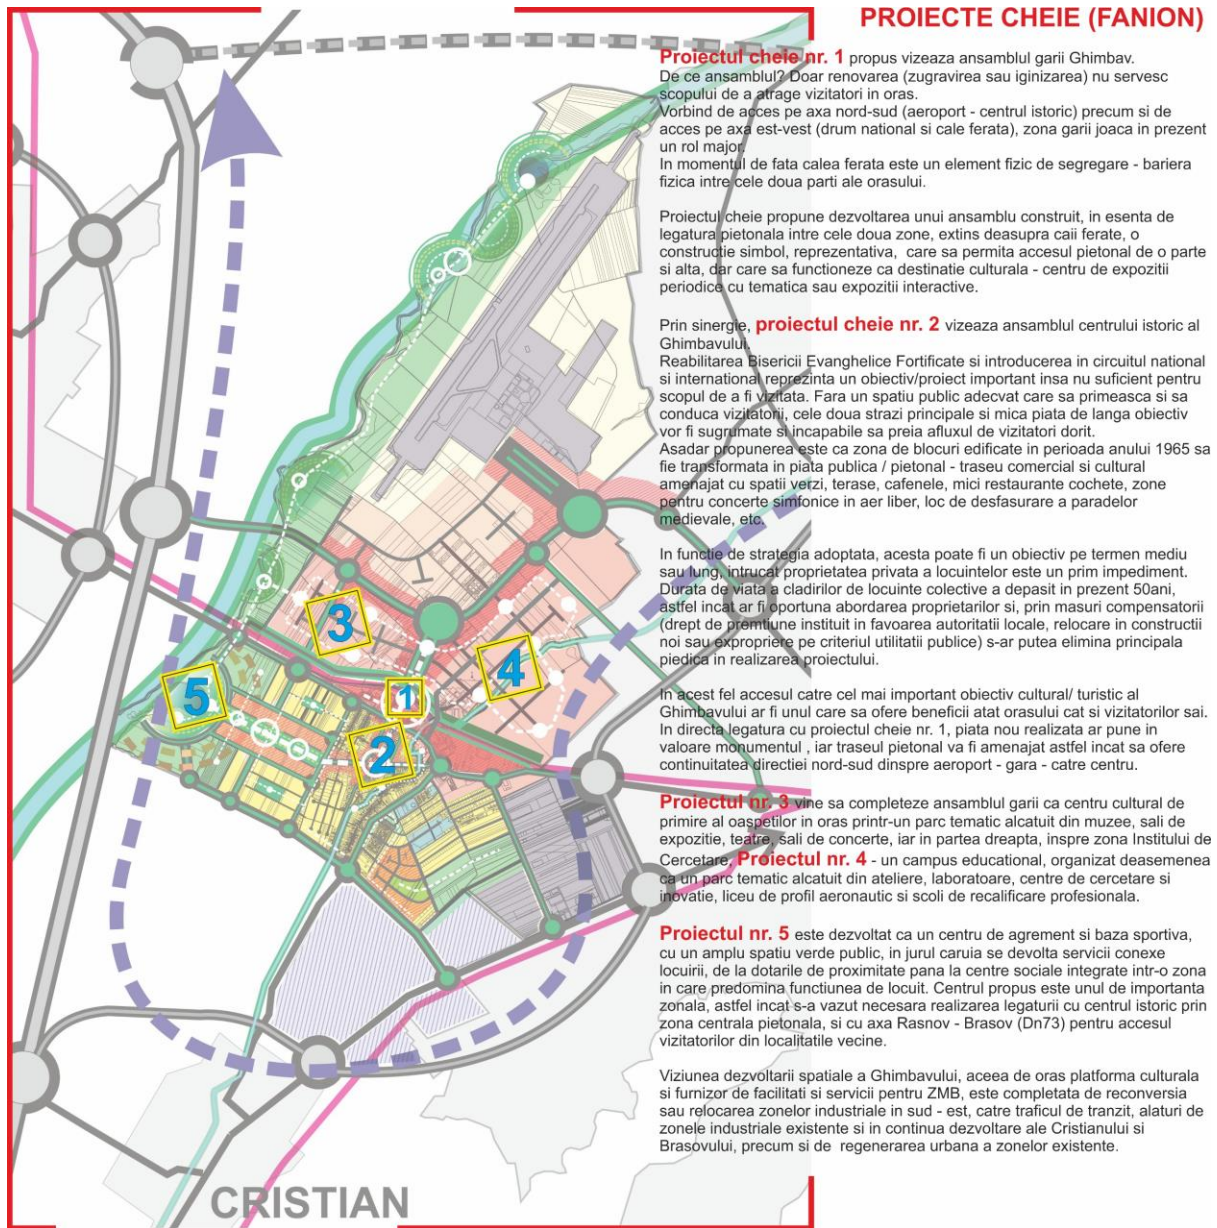 PROIECTE CHEIE (FANION)
Proiectul cheie nr. 1 propus vizeaza ansamblul garii Ghimbav.
De ce ansamblul? Doar renovarea (zugravirea sau iginizarea) nu servesc
scopului de a atrage vizitatori in oras.
Vorbind de acces pe axa nord-sud (aeroport - centrul istoric) precum si de
acces pe axa est-vest (drum national si cale ferata), zona garii joaca in prezent
un rol major.
In momentul de fata calea ferata este un element fizic de segregare - bariera
fizica intre cele doua parti ale orasului.
Proiectul cheie propune dezvoltarea unui ansamblu construit, in esenta de
legatura pietonala intre cele doua zone, extins deasupra caii ferate, o
constructie simbol, reprezentativa, care sa permita accesul pietonal de o parte
si alta, dar care sa functioneze ca destinatie culturala - centru de expozitii
periodice cu tematica sau expozitii interactive.
Prin sinergie, proiectul cheie nr. 2 vizeaza ansamblul centrului istoric al
Ghimbavului.
Reabilitarea Bisericii Evanghelice Fortificate si introducerea in circuitul national
si international reprezinta un obiectiv/proiect important insa nu suficient pentru
scopul de a fi vizitata. Fara un spatiu public adecvat care sa primeasca si sa
conduca vizitatorii, cele doua strazi principale si mica piata de langa obiectiv
vor fi sugrumate si incapabile sa preia afluxul de vizitatori dorit.
Asadar propunerea este ca zona de blocuri edificate in perioada anului 1965 sa
fie transformata in piata publica / pietonal - traseu comercial si cultural
amenajat cu spatii verzi, terase, cafenele, mici restaurante cochete, zone
pentru concerte simfonice in aer liber, loc de desfasurare a paradelor
medievale, etc.
In functie de strategia adoptata, acesta poate fi un obiectiv pe termen mediu
sau lung, intrucat proprietatea privata a locuintelor este un prim impediment.
Durata de viata a cladirilor de locuinte colective a depasit in prezent 50ani,
astfel incat ar fi oportuna abordarea proprietarilor si, prin masuri compensatorii
(drept de premtiune instituit in favoarea autoritatii locale, relocare in constructii
noi sau expropriere pe criteriul utilitatii publice) s-ar putea elimina principala
piedica in realizarea proiectului.
In acest fel accesul catre cel mai important obiectiv cultural/ turistic al
Ghimbavului ar fi unul care sa ofere beneficii atat orasului cat si vizitatorilor sai.
In directa legatura cu proiectul cheie nr. 1, piata nou realizata ar pune in
valoare monumentul , iar traseul pietonal va fi amenajat astfel incat sa ofere
continuitatea directiei nord-sud dinspre aeroport - gara - catre centru.
Proiectul nr. 3 vine sa completeze ansamblul garii ca centru cultural de
primire al oaspetilor in oras printr-un parc tematic alcatuit din muzee, sali de
expozitie, teatre, sali de concerte, iar in partea dreapta, inspre zona Institului de
Cercetare, Proiectul nr. 4 - un campus educational, organizat deasemenea
ca un parc tematic alcatuit din ateliere, laboratoare, centre de cercetare si
inovatie, liceu de profil aeronautic si scoli de recalificare profesionala.
Proiectul nr. 5 este dezvoltat ca un centru de agrement si baza sportiva,
cu un amplu spatiu verde public, in jurul caruia se devolta servicii conexe
locuirii, de la dotarile de proximitate pana la centre sociale integrate intr-o zona
in care predomina functiunea de locuit. Centrul propus este unul de importanta
zonala, astfel incat s-a vazut necesara realizarea legaturii cu centrul istoric prin
zona centrala pietonala, si cu axa Rasnov - Brasov (Dn73) pentru accesul
vizitatorilor din localitatile vecine.
Viziunea dezvoltarii spatiale a Ghimbavului, aceea de oras platforma culturala
si furnizor de facilitati si servicii pentru ZMB, este completata de reconversia
sau relocarea zonelor industriale in sud - est, catre traficul de tranzit, alaturi de
zonele industriale existente si in continua dezvoltare ale Cristianului si
Brasovului, precum si de regenerarea urbana a zonelor existente.
3
4
5
1
2
CRISTIAN